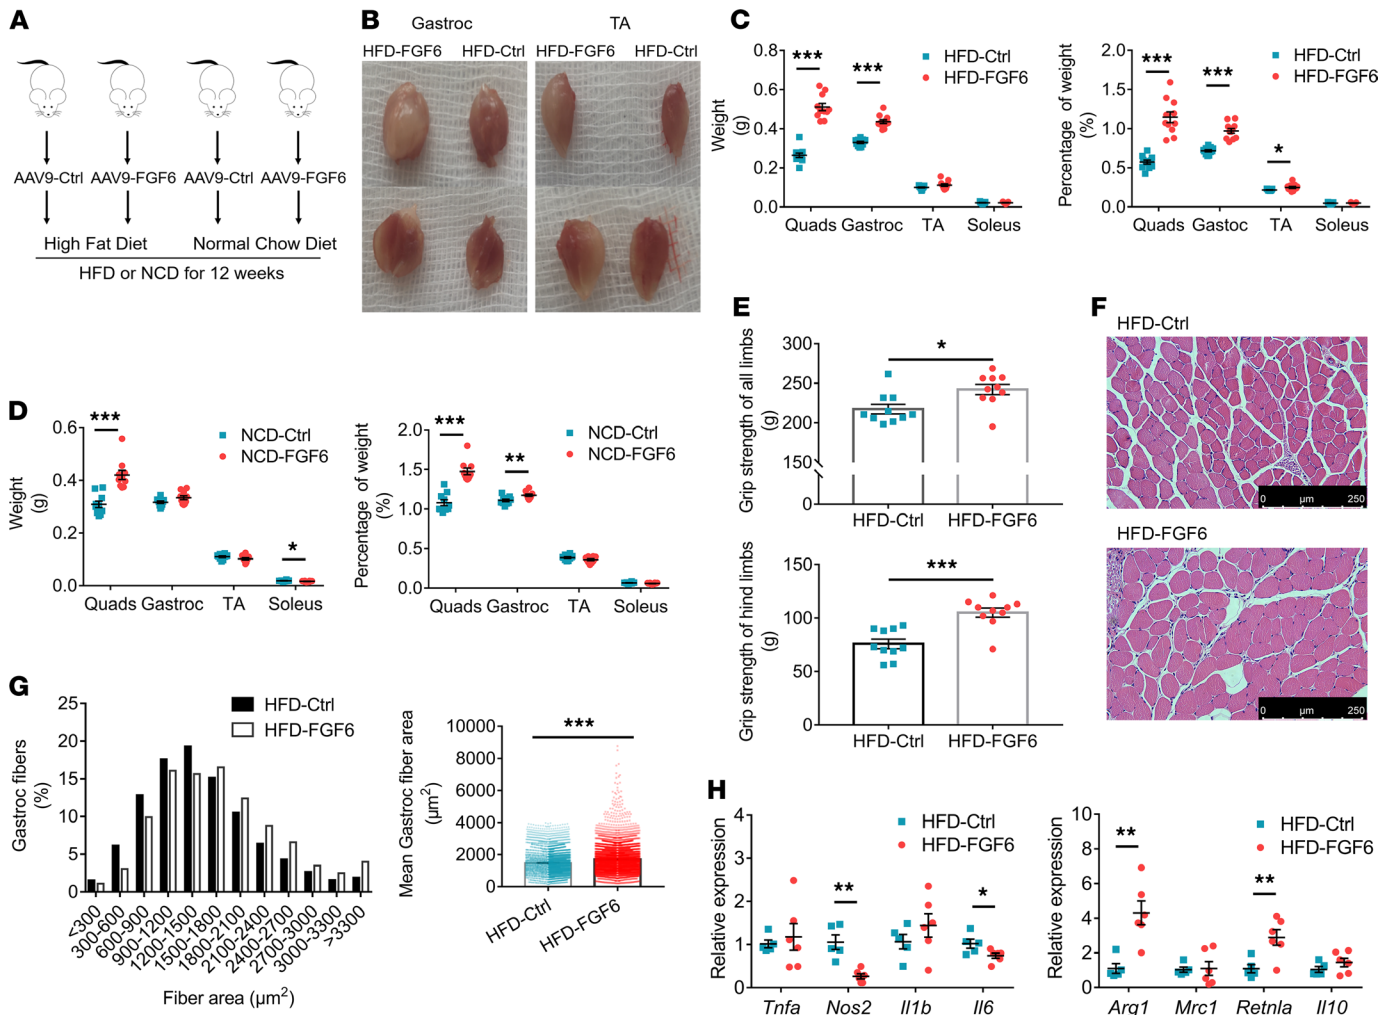 A
AAV9-Ctrl AAV9-FGF6 AAV9-Ctrl AAV9-FGF6
High Fat Diet Normal Chow Diet
HFD or NCD for 12 weeks
B
Gastroc TA
HFD-FGF6 HFD-Ctrl HFD-FGF6 HFD-Ctrl
C
Weight
(g)
0.8
0.6
0.4
0.2
0.0
*** ***
HFD-Ctrl
HFD-FGF6
Quads Gastroc TA Soleus
Percentage of weight
(%)
2.0
1.5
1.0
0.5
0.0
*** *** *
HFD-Ctrl
HFD-FGF6
Quads Gastoc TA Soleus
D
Weight
(g)
0.6
0.4
0.2
0.0
*** *
NCD-Ctrl
NCD-FGF6
Quads Gastroc TA Soleus
Percentage of weight
(%)
2.0
1.5
1.0
0.5
0.0
*** **
NCD-Ctrl
NCD-FGF6
Quads Gastroc TA Soleus
E
Grip strength of all limbs
(g)
300
250
200
150
0
*
HFD-Ctrl HFD-FGF6
Grip strength of hind limbs
(g)
150
100
50
0
***
HFD-Ctrl HFD-FGF6
F
HFD-Ctrl
0 µm 250
HFD-FGF6
0 µm 250
G
Gastroc fibers
(%)
25
20
15
10
5
0
HFD-Ctrl
HFD-FGF6
<300
300-600
600-900
900-1200
1200-1500
1500-1800
1800-2100
2100-2400
2400-2700
2700-3000
3000-3300
>3300
Fiber area (µm²)
Mean Gastroc fiber area
(µm²)
10000
8000
6000
4000
2000
0
***
HFD-Ctrl
HFD-FGF6
H
Relative expression
4
3
2
1
0
** *
HFD-Ctrl
HFD-FGF6
Tnfa Nos2 Il1b Il6
Relative expression
10
8
6
4
2
0
** **
HFD-Ctrl
HFD-FGF6
Arg1 Mrc1 Retnla Il10